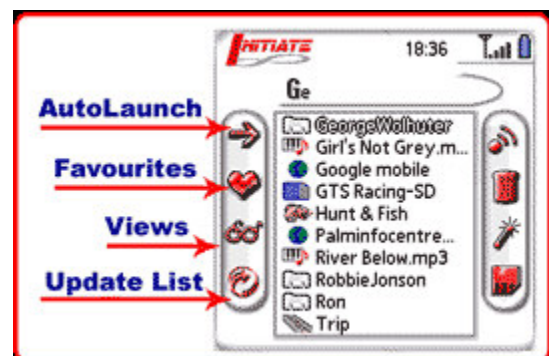 INITIATE 18:36
Ge
AutoLaunch
Favourites
Views
Update List
GeorgeWolhuter
Girl's Not Grey.m...
Google mobile
GTS Racing-SD
Hunt & Fish
Palminfocentre...
River Below.mp3
RobbieJonson
Ron
Trip